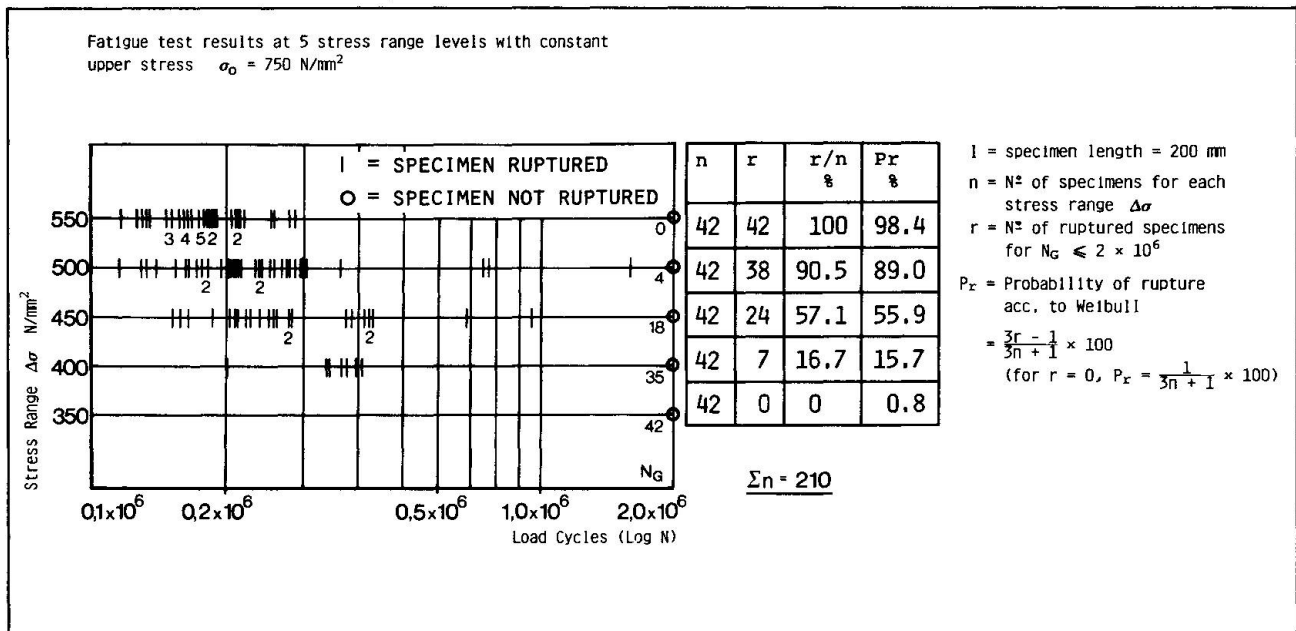 Fatigue test results at 5 stress range levels with constant
upper stress σo = 750 N/mm²
| = SPECIMEN RUPTURED
O = SPECIMEN NOT RUPTURED
Stress Range Δσ N/mm²
550
3 4 5 2 2
0
500
2 2
4
450
2 2
18
400
35
350
42
NG
0,1x10⁶ 0,2x10⁶ 0,5x10⁶ 1,0x10⁶ 2,0x10⁶
Load Cycles (Log N)
n r r/n % Pr %
42 42 100 98.4
42 38 90.5 89.0
42 24 57.1 55.9
42 7 16.7 15.7
42 0 0 0.8
Σn = 210
l = specimen length = 200 mm
n = Nº of specimens for each
stress range Δσ
r = Nº of ruptured specimens
for NG ⩽ 2 × 10⁶
Pr = Probability of rupture
acc. to Weibull
= (3r - 1)/(3n + 1) × 100
(for r = 0, Pr = 1/(3n + 1) × 100)